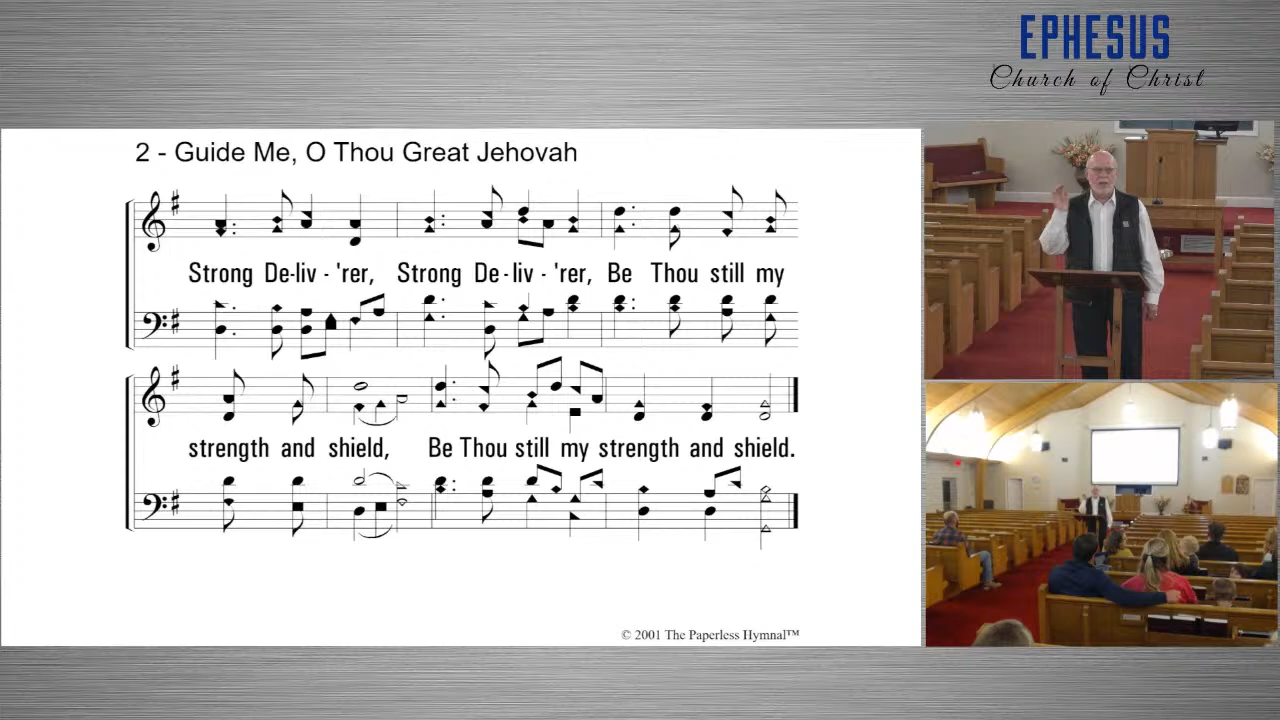 EPHESUS
Church of Christ
2 - Guide Me, O Thou Great Jehovah
Strong De-liv - 'rer, Strong De - liv - 'rer, Be Thou still my
strength and shield, Be Thou still my strength and shield.
© 2001 The Paperless Hymnal™